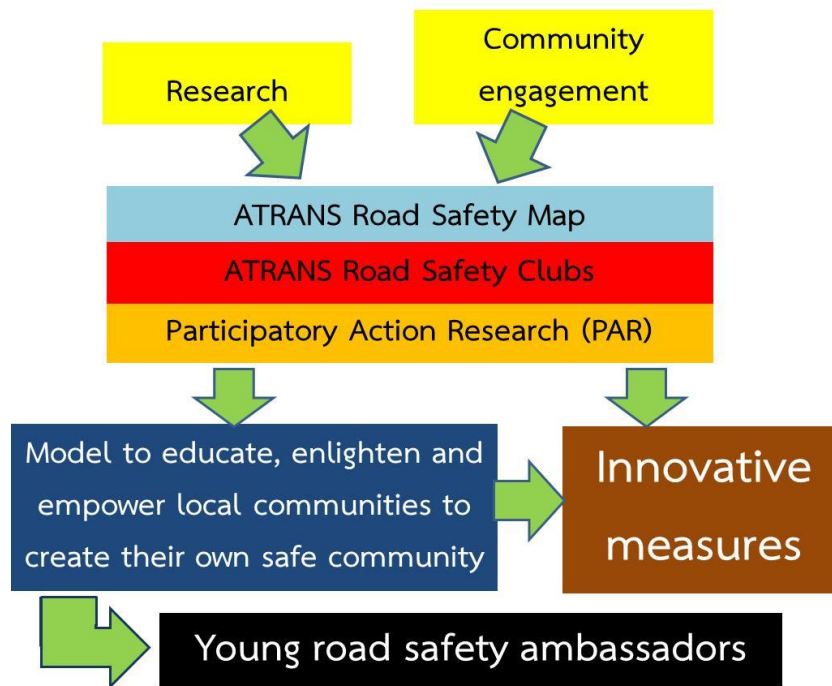 Research
Community
engagement
ATRANS Road Safety Map
ATRANS Road Safety Clubs
Participatory Action Research (PAR)
Model to educate, enlighten and
empower local communities to
create their own safe community
Innovative
measures
Young road safety ambassadors